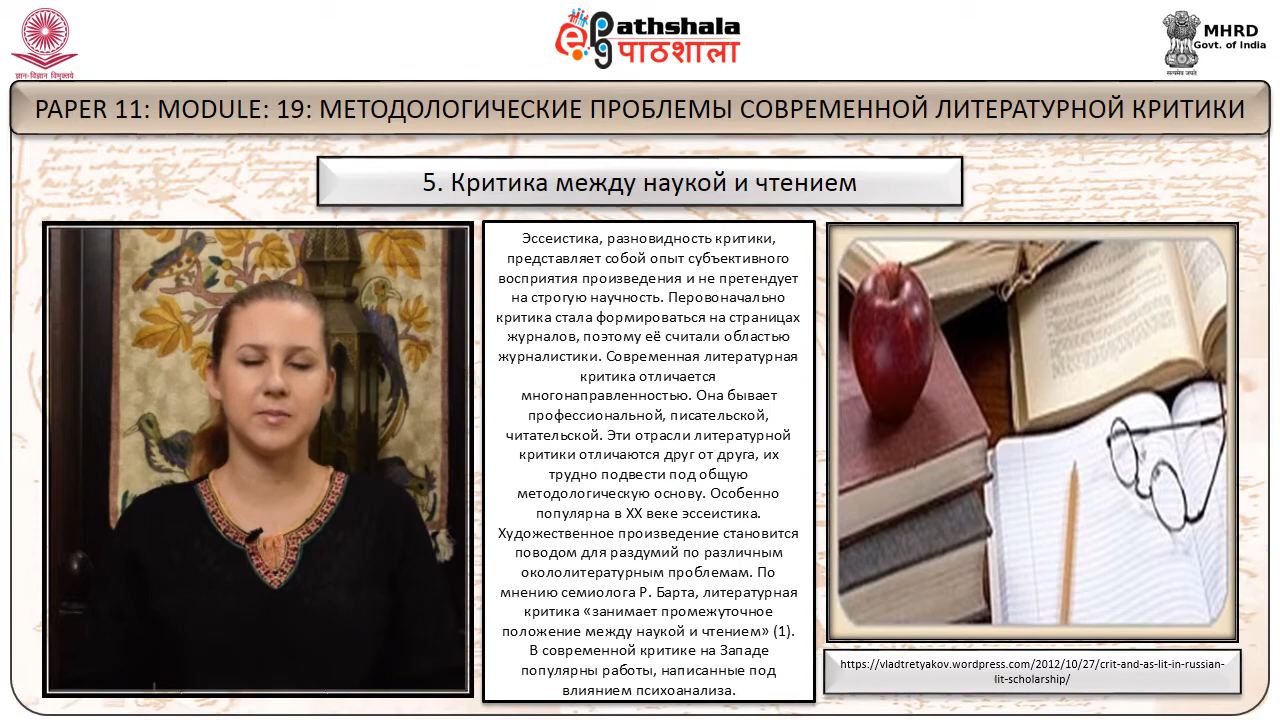 ज्ञान-विज्ञान विमुक्तये
ePathshala
पाठशाला
MHRD
Govt. of India
सत्यमेव जयते
PAPER 11: MODULE: 19: МЕТОДОЛОГИЧЕСКИЕ ПРОБЛЕМЫ СОВРЕМЕННОЙ ЛИТЕРАТУРНОЙ КРИТИКИ
5. Критика между наукой и чтением
Эссеистика, разновидность критики,
представляет собой опыт субъективного
восприятия произведения и не претендует
на строгую научность. Перовоначально
критика стала формироваться на страницах
журналов, поэтому её считали областью
журналистики. Современная литературная
критика отличается
многонаправленностью. Она бывает
профессиональной, писательской,
читательской. Эти отрасли литературной
критики отличаются друг от друга, их
трудно подвести под общую
методологическую основу. Особенно
популярна в XX веке эссеистика.
Художественное произведение становится
поводом для раздумий по различным
окололитературным проблемам. По
мнению семиолога Р. Барта, литературная
критика «занимает промежуточное
положение между наукой и чтением» (1).
В современной критике на Западе
популярны работы, написанные под
влиянием психоанализа.
https://vladtretyakov.wordpress.com/2012/10/27/crit-and-as-lit-in-russian-
lit-scholarship/